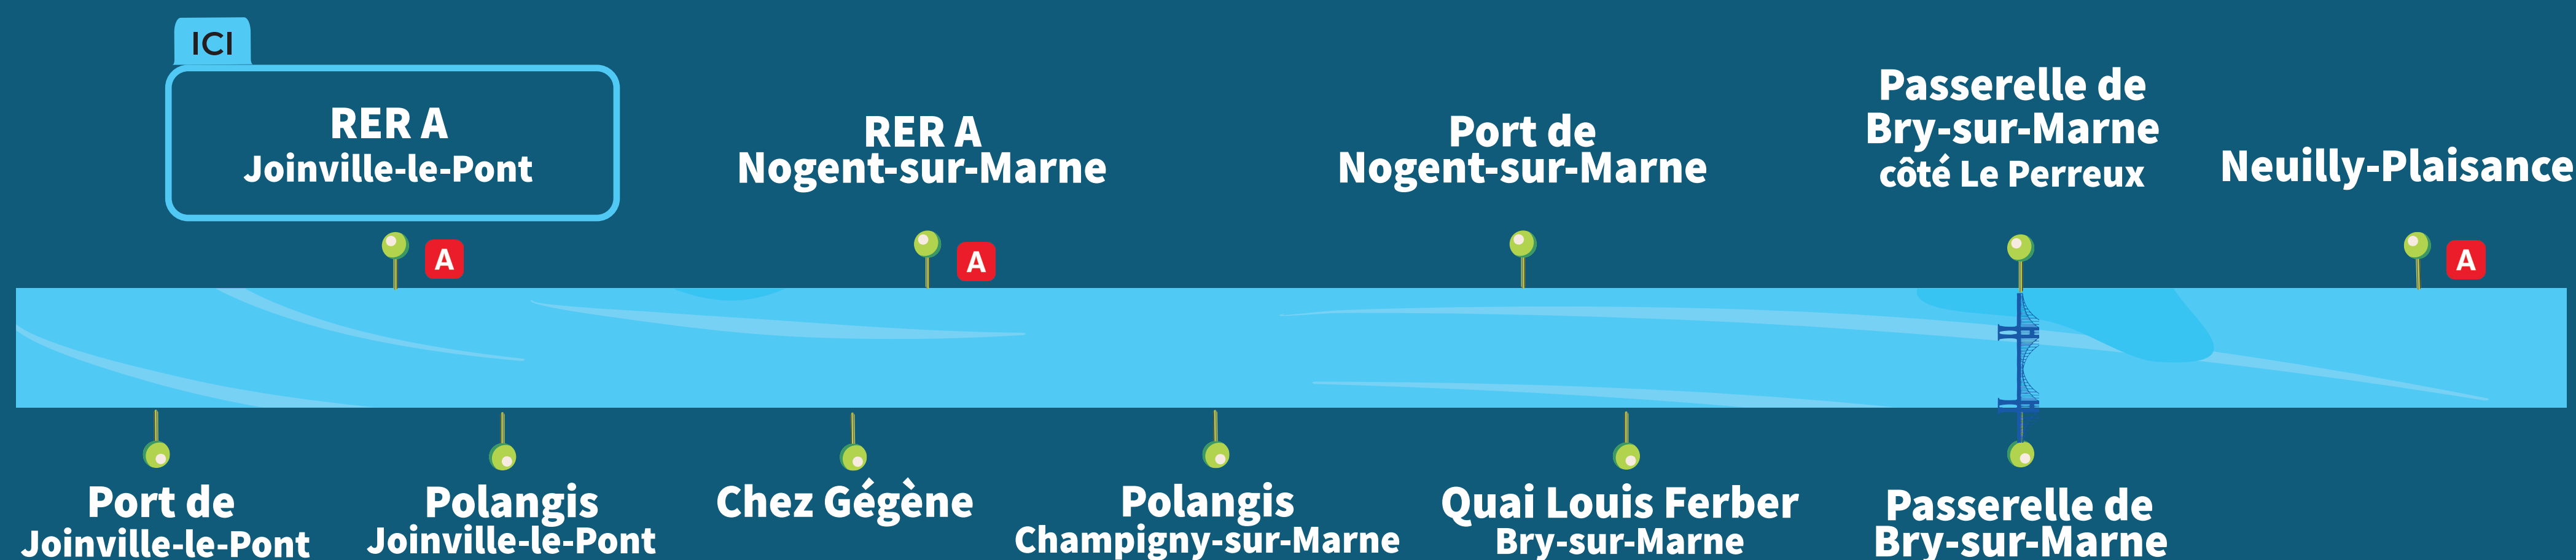 ICI
RER A
Joinville-le-Pont
A
RER A
Nogent-sur-Marne
A
Port de
Nogent-sur-Marne
Passerelle de
Bry-sur-Marne
côté Le Perreux
Neuilly-Plaisance
A
Port de
Joinville-le-Pont
Polangis
Joinville-le-Pont
Chez Gégène
Polangis
Champigny-sur-Marne
Quai Louis Ferber
Bry-sur-Marne
Passerelle de
Bry-sur-Marne